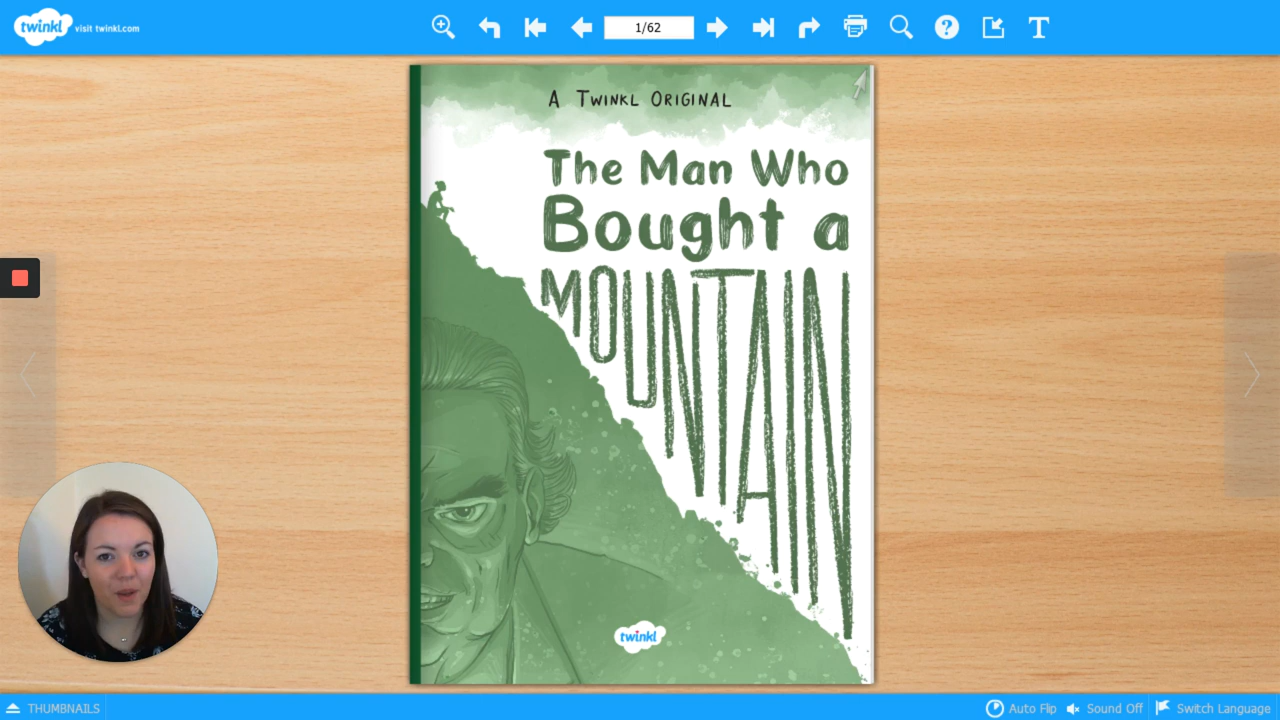 twinkl visit twinkl.com
1/62
T
A TWINKL ORIGINAL
The Man Who
Bought a
MOUNTAIN
twinkl
THUMBNAILS
Auto Flip Sound Off Switch Language